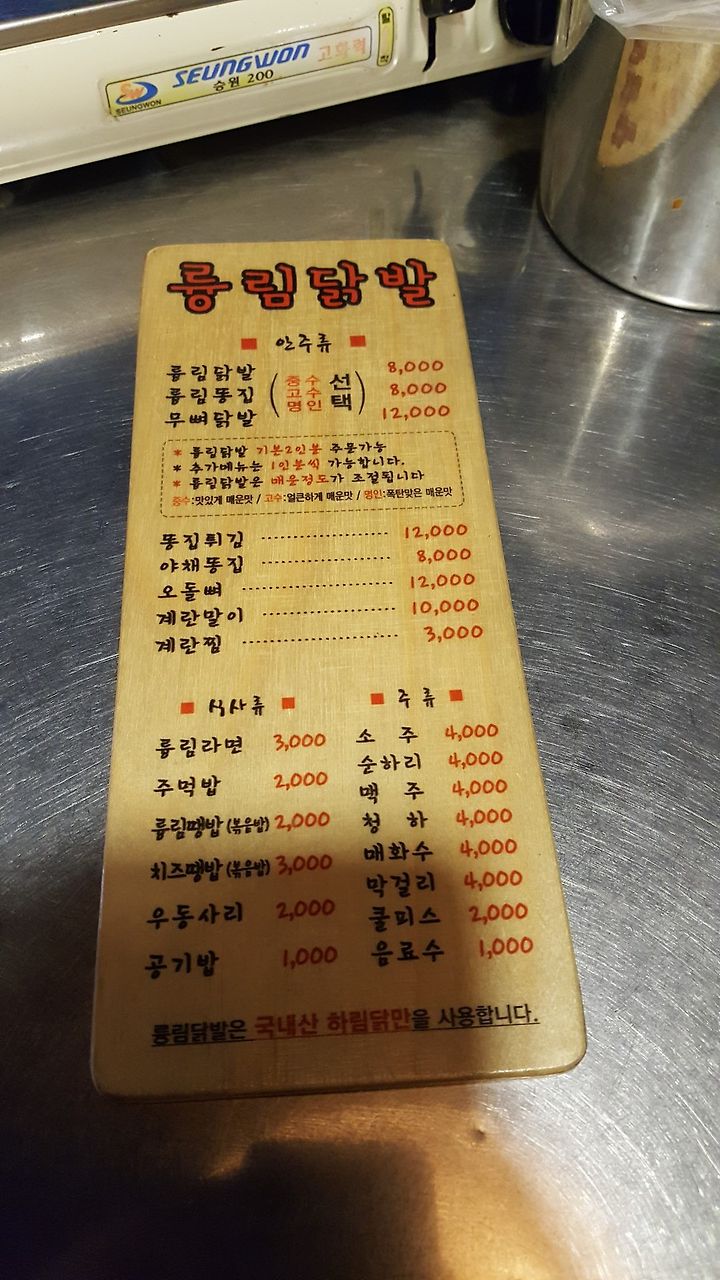 SW
SEUNGWON
SEUNGWON
고화력
승원 200
륭림닭발
■ 안주류 ■
륭림닭발 8,000
륭림똥집 8,000
무뼈닭발 12,000
( 중수 고수 명인 선택 )
* 륭림닭발 기본2인분 주문가능
* 추가메뉴는 1인분씩 가능합니다.
* 륭림닭발은 매운정도가 조절됩니다
중수:맛있게 매운맛 / 고수:얼큰하게 매운맛 / 명인:폭탄맞은 매운맛
똥집튀김 12,000
야채똥집 8,000
오돌뼈 12,000
계란말이 10,000
계란찜 3,000
■ 식사류 ■
륭림라면 3,000
주먹밥 2,000
륭림땡밥(볶음밥) 2,000
치즈땡밥(볶음밥) 3,000
우동사리 2,000
공기밥 1,000
■ 주류 ■
소 주 4,000
순하리 4,000
맥 주 4,000
청 하 4,000
매화수 4,000
막걸리 4,000
쿨피스 2,000
음료수 1,000
륭림닭발은 국내산 하림닭만을 사용합니다.